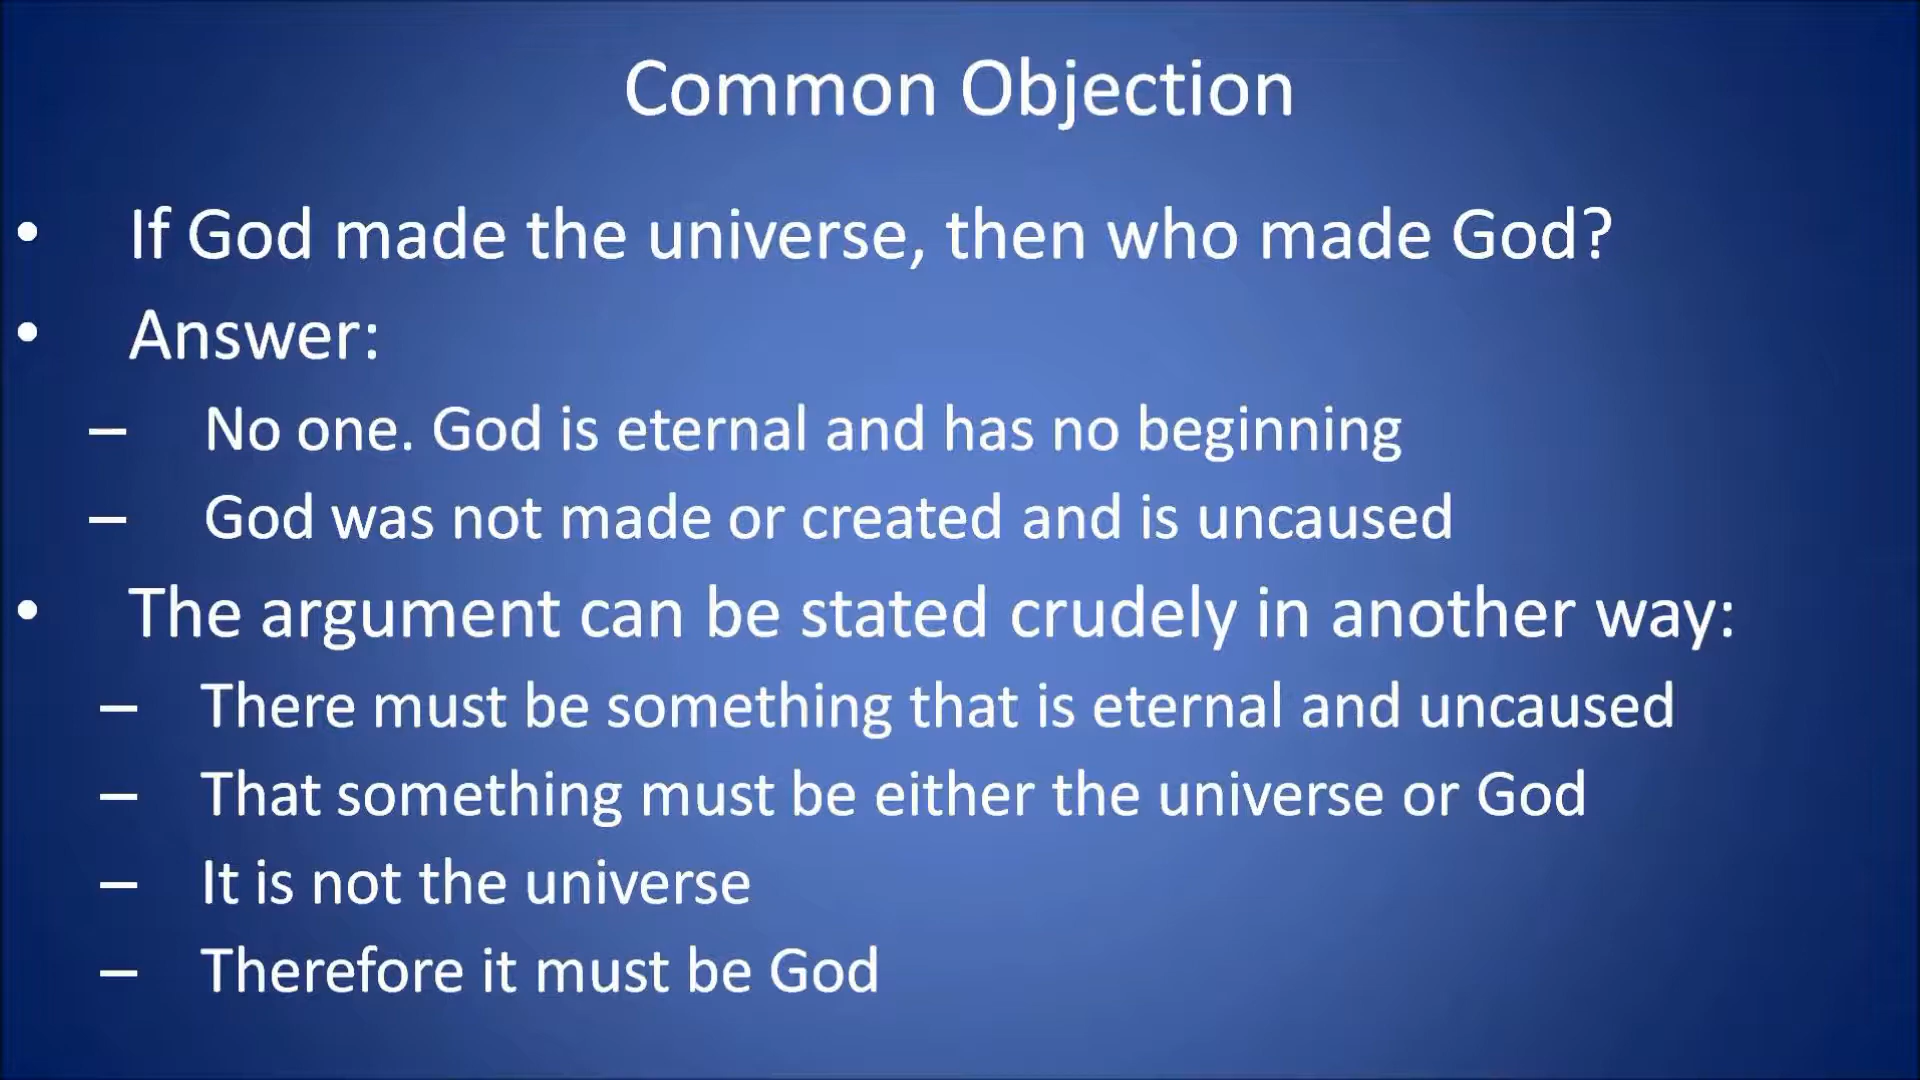 Common Objection
• If God made the universe, then who made God?
• Answer:
– No one. God is eternal and has no beginning
– God was not made or created and is uncaused
• The argument can be stated crudely in another way:
– There must be something that is eternal and uncaused
– That something must be either the universe or God
– It is not the universe
– Therefore it must be God